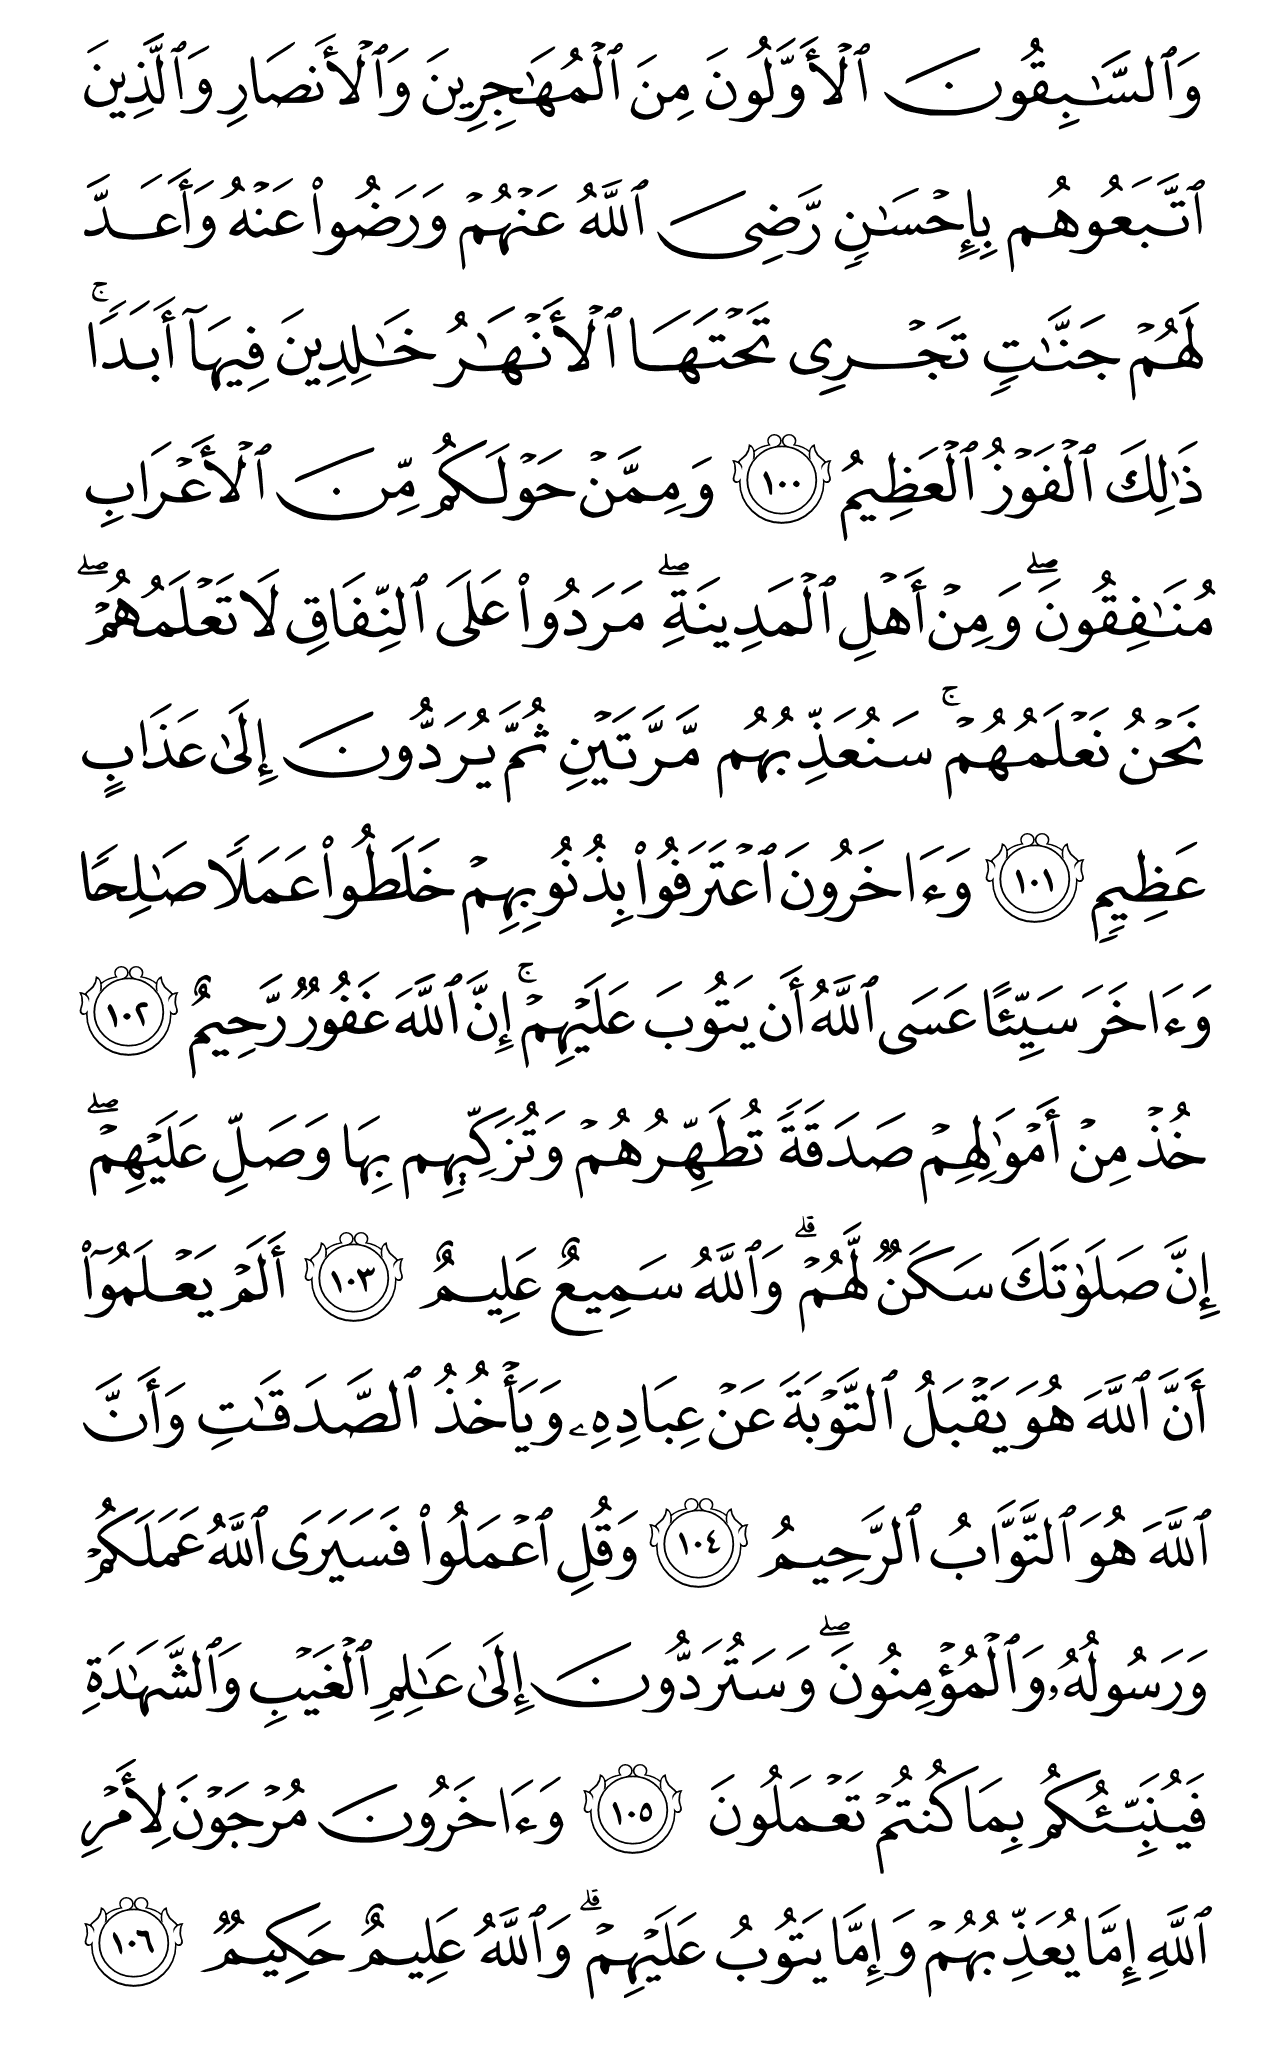 وَٱلسَّٰبِقُونَ ٱلْأَوَّلُونَ مِنَ ٱلْمُهَٰجِرِينَ وَٱلْأَنصَارِ وَٱلَّذِينَ
ٱتَّبَعُوهُم بِإِحْسَٰنٍ رَّضِىَ ٱللَّهُ عَنْهُمْ وَرَضُوا۟ عَنْهُ وَأَعَدَّ
لَهُمْ جَنَّٰتٍ تَجْرِى تَحْتَهَا ٱلْأَنْهَٰرُ خَٰلِدِينَ فِيهَآ أَبَدًا ۚ
ذَٰلِكَ ٱلْفَوْزُ ٱلْعَظِيمُ ١٠٠ وَمِمَّنْ حَوْلَكُم مِّنَ ٱلْأَعْرَابِ
مُنَٰفِقُونَ ۖ وَمِنْ أَهْلِ ٱلْمَدِينَةِ ۖ مَرَدُوا۟ عَلَى ٱلنِّفَاقِ لَا تَعْلَمُهُمْ ۖ
نَحْنُ نَعْلَمُهُمْ ۚ سَنُعَذِّبُهُم مَّرَّتَيْنِ ثُمَّ يُرَدُّونَ إِلَىٰ عَذَابٍ
عَظِيمٍ ١٠١ وَءَاخَرُونَ ٱعْتَرَفُوا۟ بِذُنُوبِهِمْ خَلَطُوا۟ عَمَلًا صَٰلِحًا
وَءَاخَرَ سَيِّئًا عَسَى ٱللَّهُ أَن يَتُوبَ عَلَيْهِمْ ۚ إِنَّ ٱللَّهَ غَفُورٌ رَّحِيمٌ ١٠٢
خُذْ مِنْ أَمْوَٰلِهِمْ صَدَقَةً تُطَهِّرُهُمْ وَتُزَكِّيهِم بِهَا وَصَلِّ عَلَيْهِمْ ۖ
إِنَّ صَلَوٰتَكَ سَكَنٌ لَّهُمْ ۗ وَٱللَّهُ سَمِيعٌ عَلِيمٌ ١٠٣ أَلَمْ يَعْلَمُوٓا۟
أَنَّ ٱللَّهَ هُوَ يَقْبَلُ ٱلتَّوْبَةَ عَنْ عِبَادِهِۦ وَيَأْخُذُ ٱلصَّدَقَٰتِ وَأَنَّ
ٱللَّهَ هُوَ ٱلتَّوَّابُ ٱلرَّحِيمُ ١٠٤ وَقُلِ ٱعْمَلُوا۟ فَسَيَرَى ٱللَّهُ عَمَلَكُمْ
وَرَسُولُهُۥ وَٱلْمُؤْمِنُونَ ۖ وَسَتُرَدُّونَ إِلَىٰ عَٰلِمِ ٱلْغَيْبِ وَٱلشَّهَٰدَةِ
فَيُنَبِّئُكُم بِمَا كُنتُمْ تَعْمَلُونَ ١٠٥ وَءَاخَرُونَ مُرْجَوْنَ لِأَمْرِ
ٱللَّهِ إِمَّا يُعَذِّبُهُمْ وَإِمَّا يَتُوبُ عَلَيْهِمْ ۗ وَٱللَّهُ عَلِيمٌ حَكِيمٌ ١٠٦